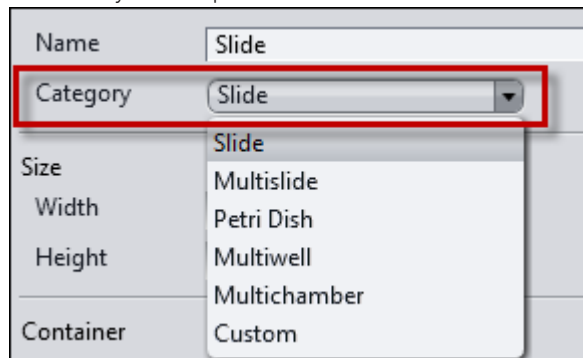 Name Slide
Category Slide
Slide
Size
Multislide
Width
Petri Dish
Height
Multiwell
Multichamber
Container
Custom